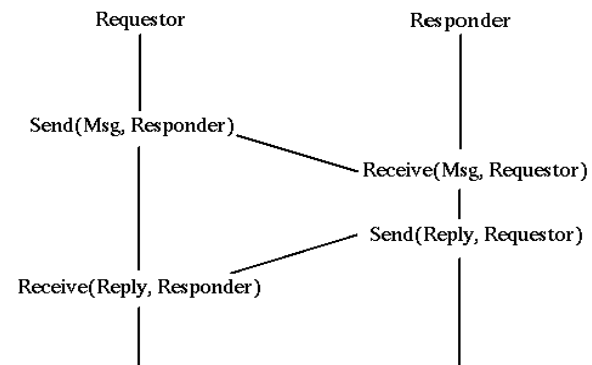 Requestor
Responder
Send(Msg, Responder)
Receive(Msg, Requestor)
Send(Reply, Requestor)
Receive(Reply, Responder)